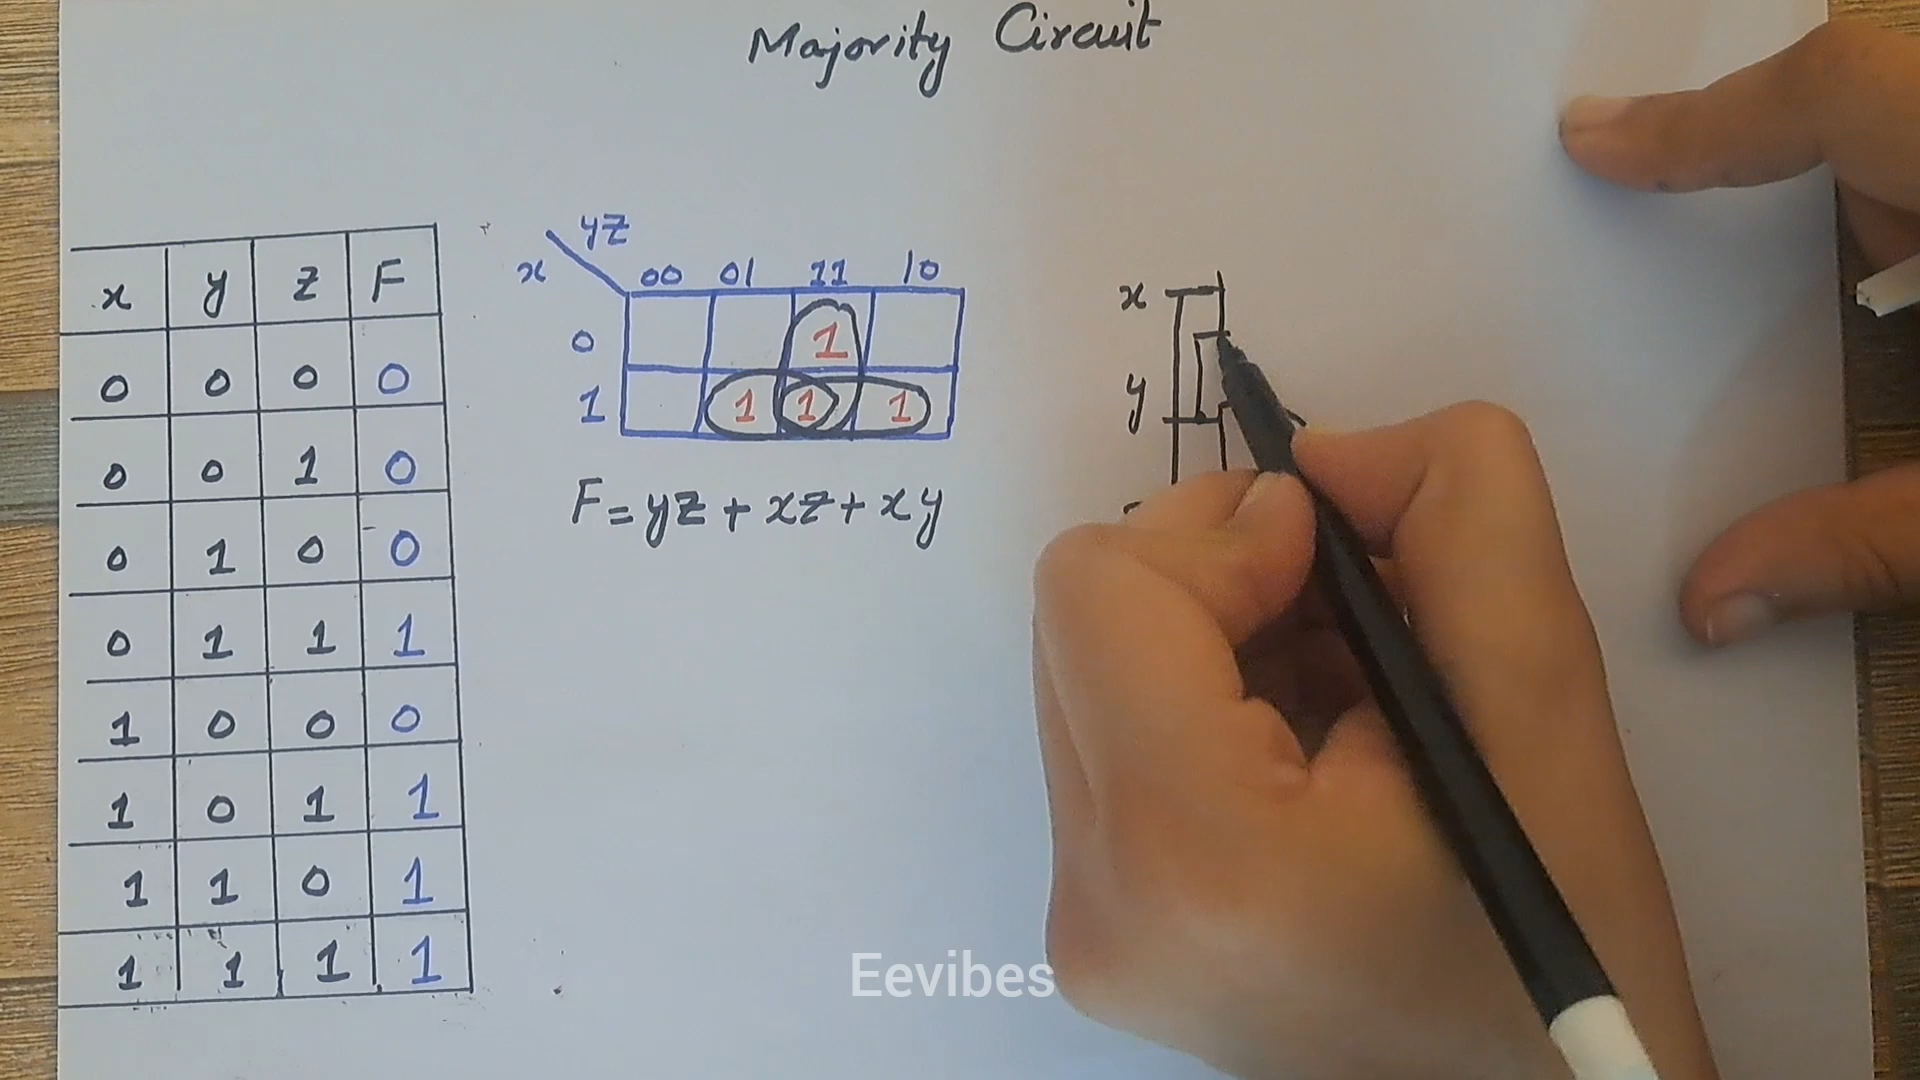 Majority Circuit
x y z F
0 0 0 0
0 0 1 0
0 1 0 0
0 1 1 1
1 0 0 0
1 0 1 1
1 1 0 1
1 1 1 1
yz
x 00 01 11 10
0 1
1 1 1 1
F = yz + xz + xy
x
y
Eevibes